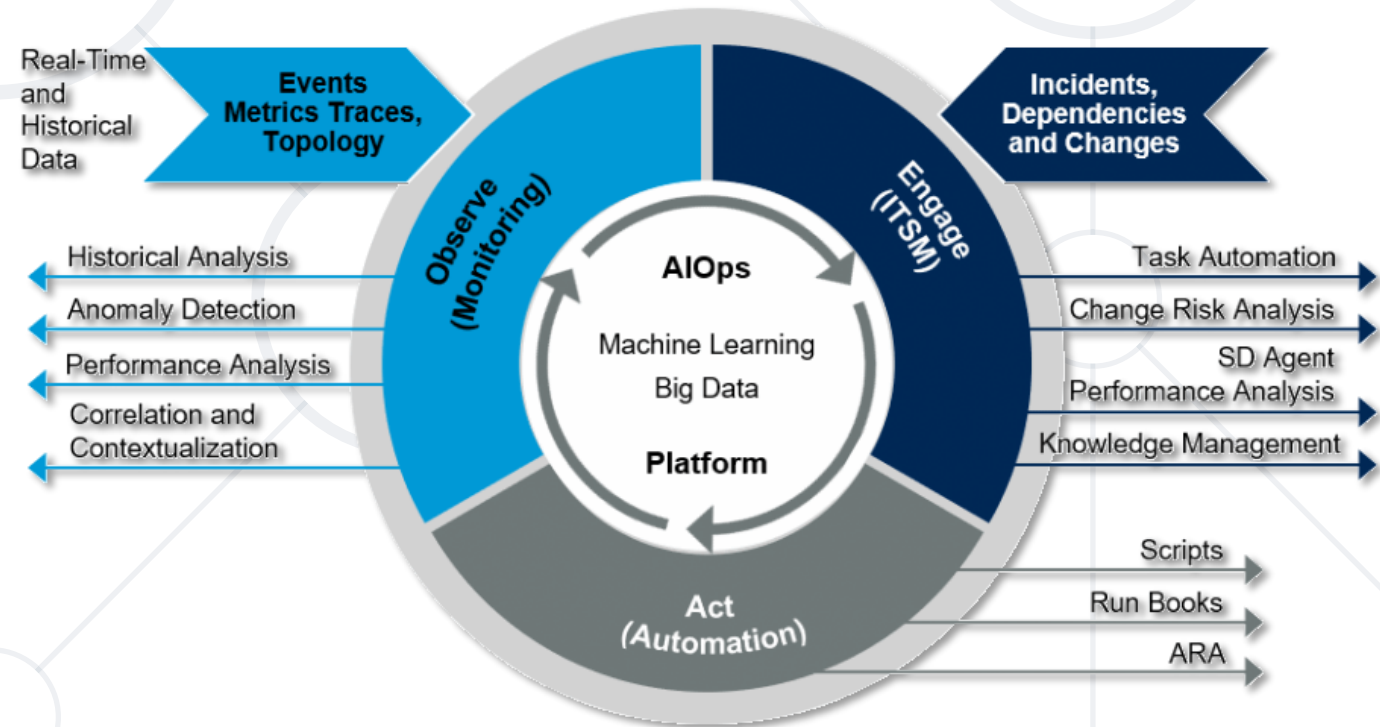 Real-Time
and
Historical
Data
Events
Metrics Traces,
Topology
Incidents,
Dependencies
and Changes
Observe
(Monitoring)
Engage
(ITSM)
Historical Analysis
Anomaly Detection
Performance Analysis
Correlation and
Contextualization
AIOps
Machine Learning
Big Data
Platform
Task Automation
Change Risk Analysis
SD Agent
Performance Analysis
Knowledge Management
Act
(Automation)
Scripts
Run Books
ARA